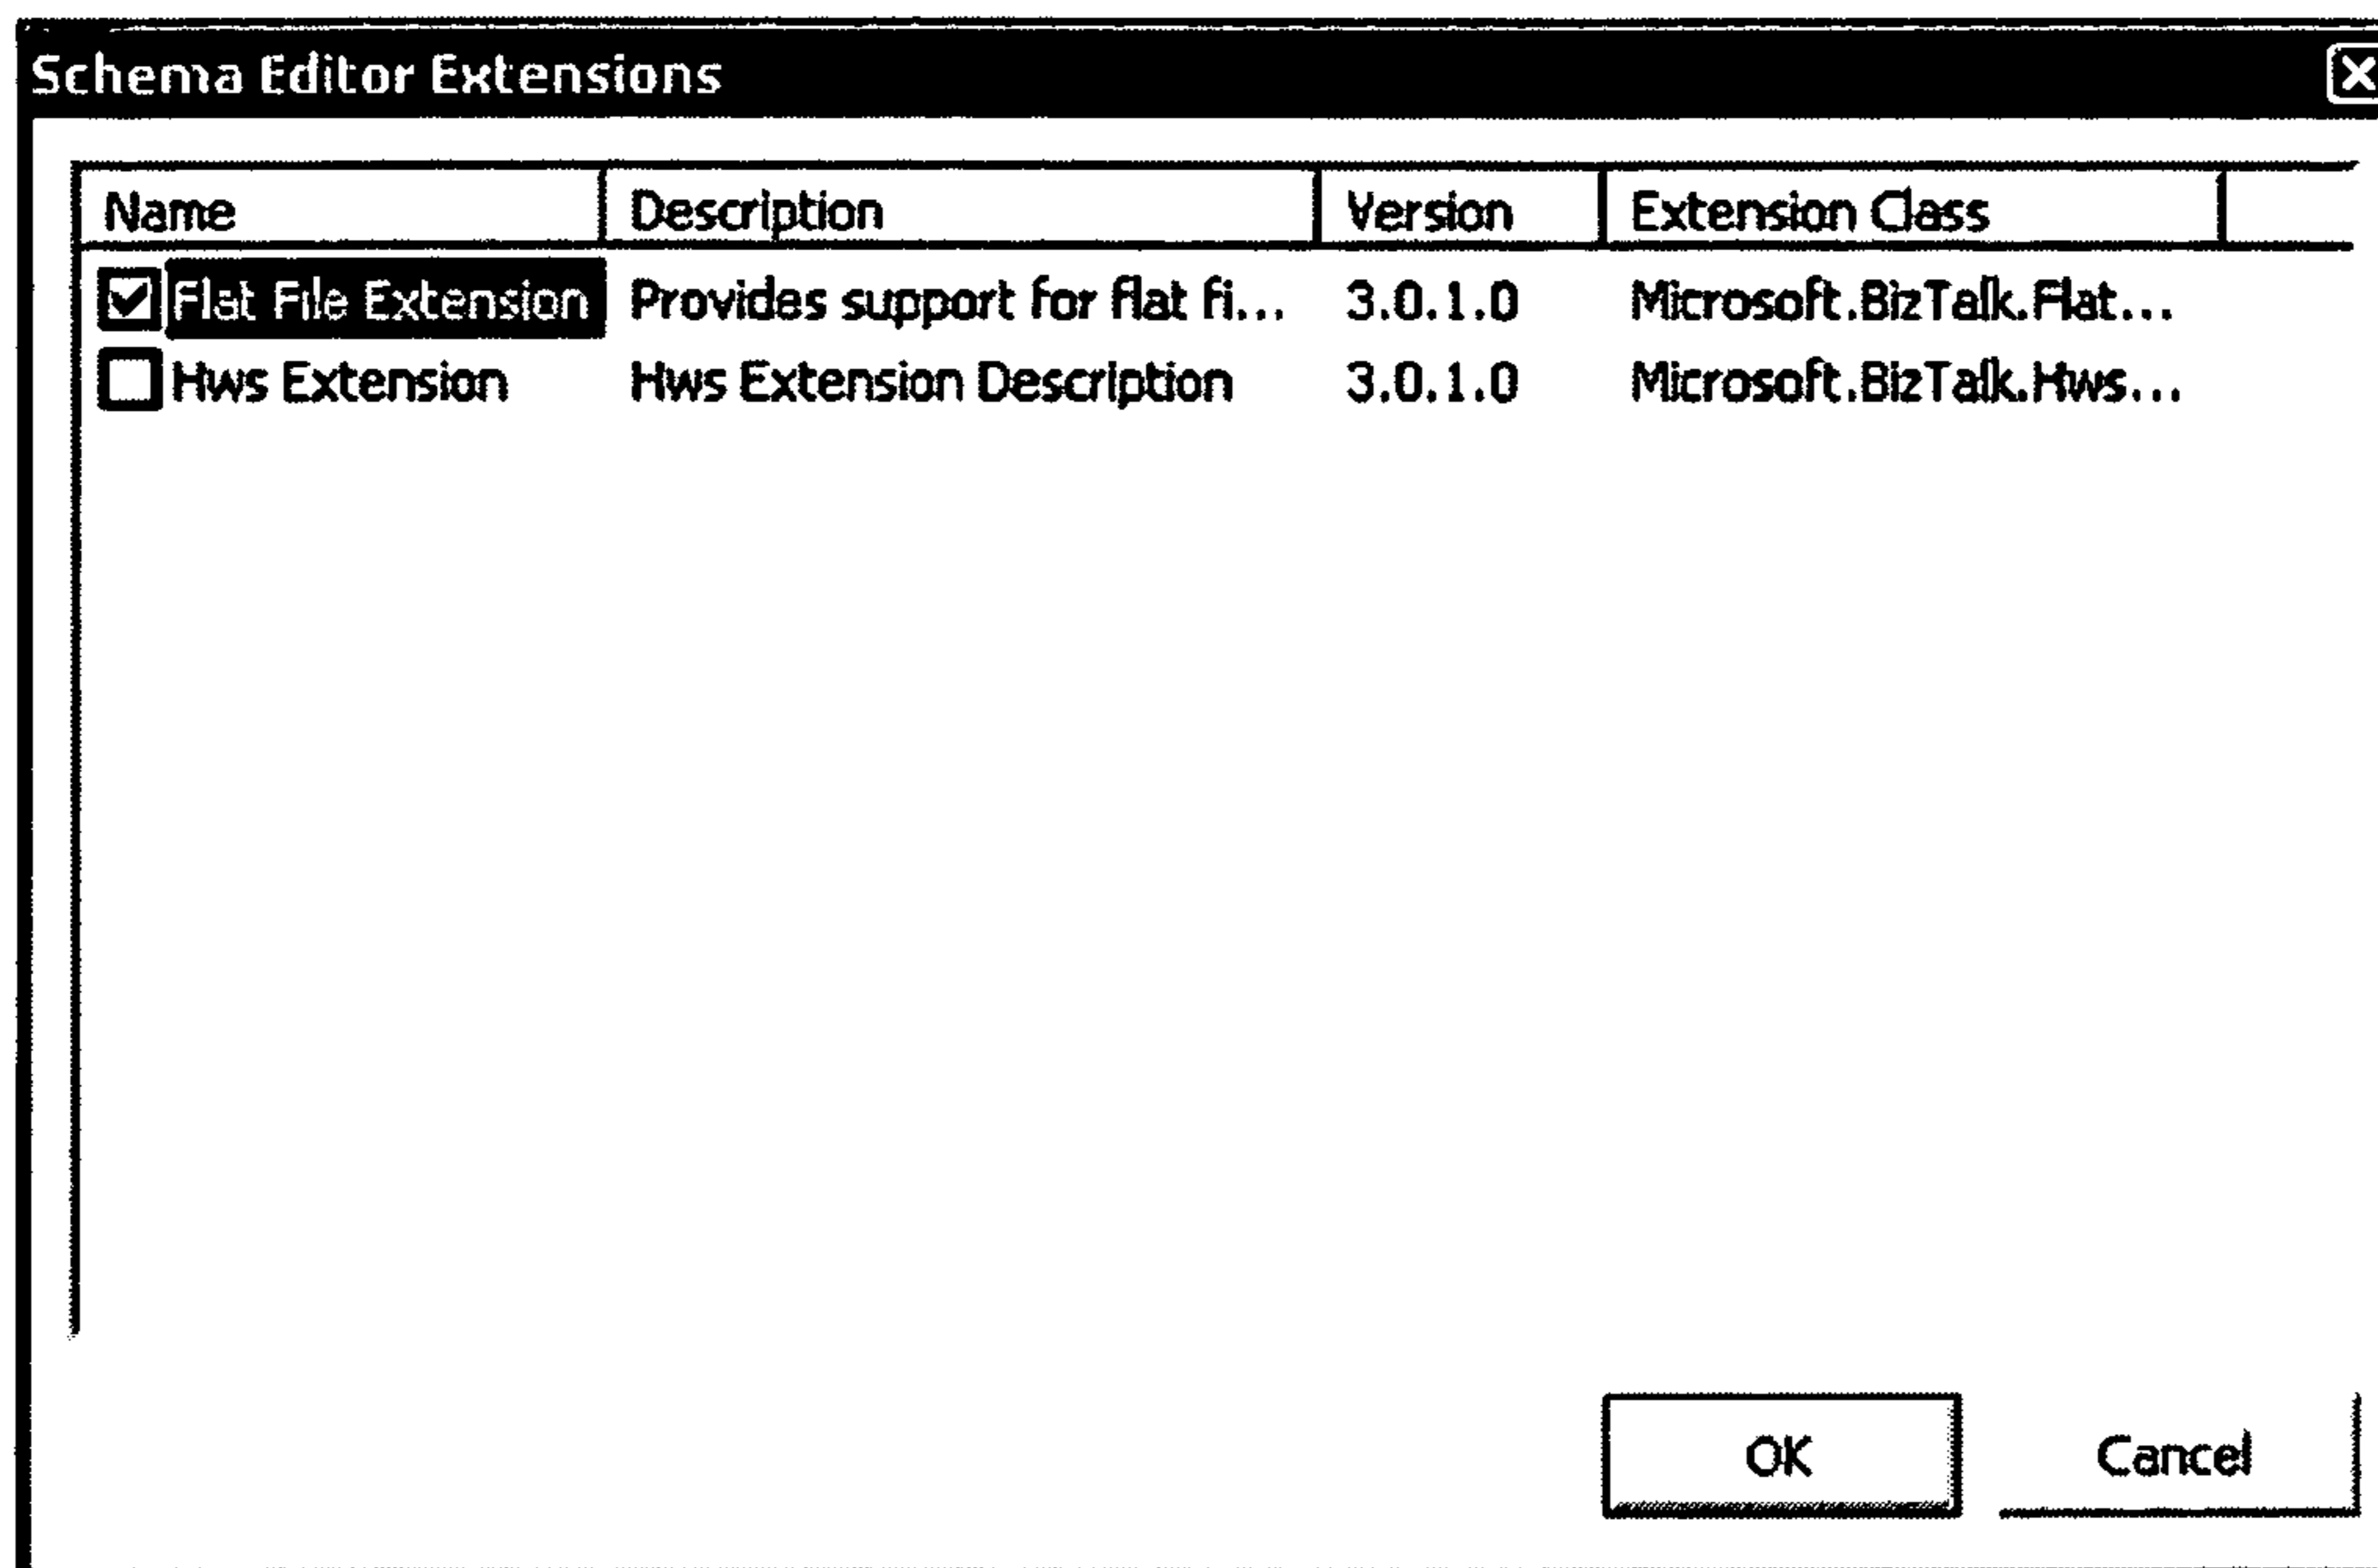 Schema Editor Extensions
Name Description Version Extension Class
Flat File Extension Provides support for flat fi... 3.0.1.0 Microsoft.BizTalk.Flat...
Hws Extension Hws Extension Description 3.0.1.0 Microsoft.BizTalk.Hws...
OK Cancel